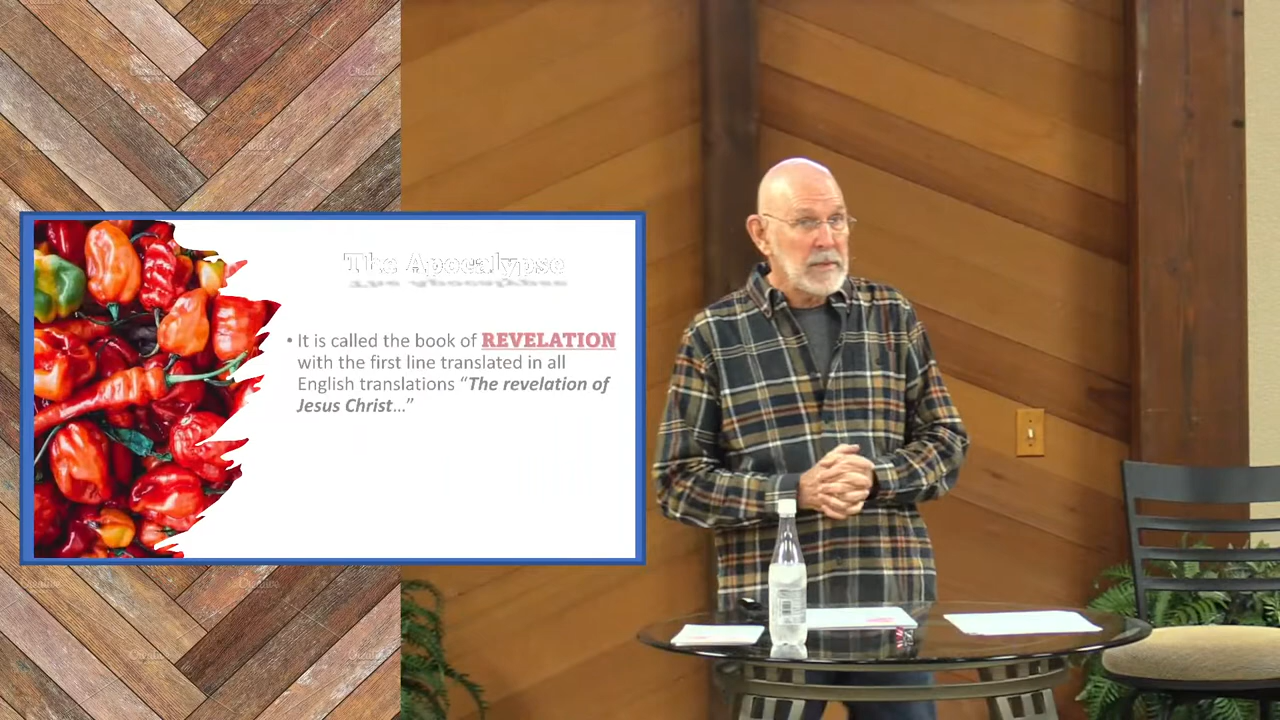 The Apocalypse
• It is called the book of REVELATION
with the first line translated in all
English translations “The revelation of
Jesus Christ…”